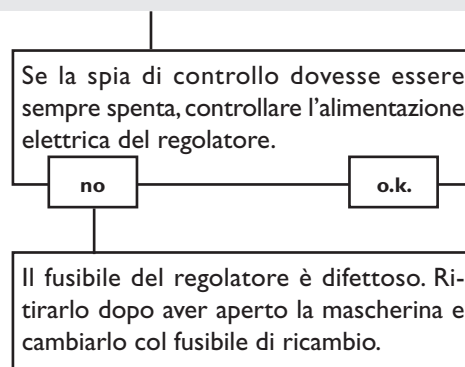 Se la spia di controllo dovesse essere
sempre spenta, controllare l’alimentazione
elettrica del regolatore.
no
o.k.
Il fusibile del regolatore è difettoso. Ri-
tirarlo dopo aver aperto la mascherina e
cambiarlo col fusibile di ricambio.